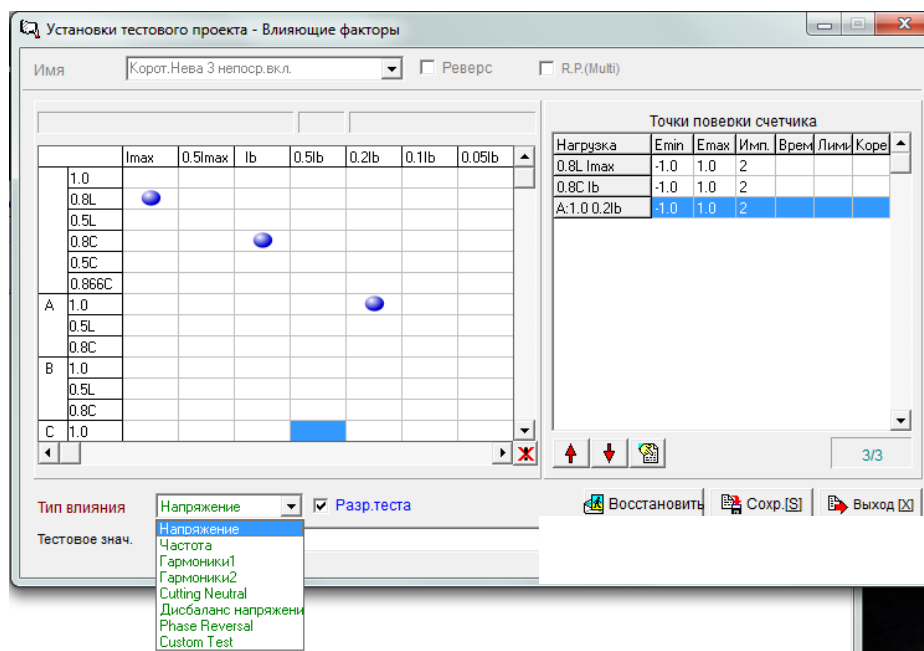 Установки тестового проекта - Влияющие факторы
Имя Корот.Нева 3 непоср.вкл. Реверс R.P.(Multi)
Imax 0.5Imax Ib 0.5Ib 0.2Ib 0.1Ib 0.05Ib
1.0
0.8L
0.5L
0.8C
0.5C
0.866C
A 1.0
0.5L
0.8C
B 1.0
0.5L
0.8C
C 1.0
Точки поверки счетчика
Нагрузка Emin Emax Имп. Врем Лими Коре
0.8L Imax -1.0 1.0 2
0.8C Ib -1.0 1.0 2
A:1.0 0.2Ib -1.0 1.0 2
3/3
Восстановить Сохр.[S] Выход [X]
Тип влияния Напряжение Разр.теста
Тестовое знач.
Напряжение
Частота
Гармоники1
Гармоники2
Cutting Neutral
Дисбаланс напряжени
Phase Reversal
Custom Test